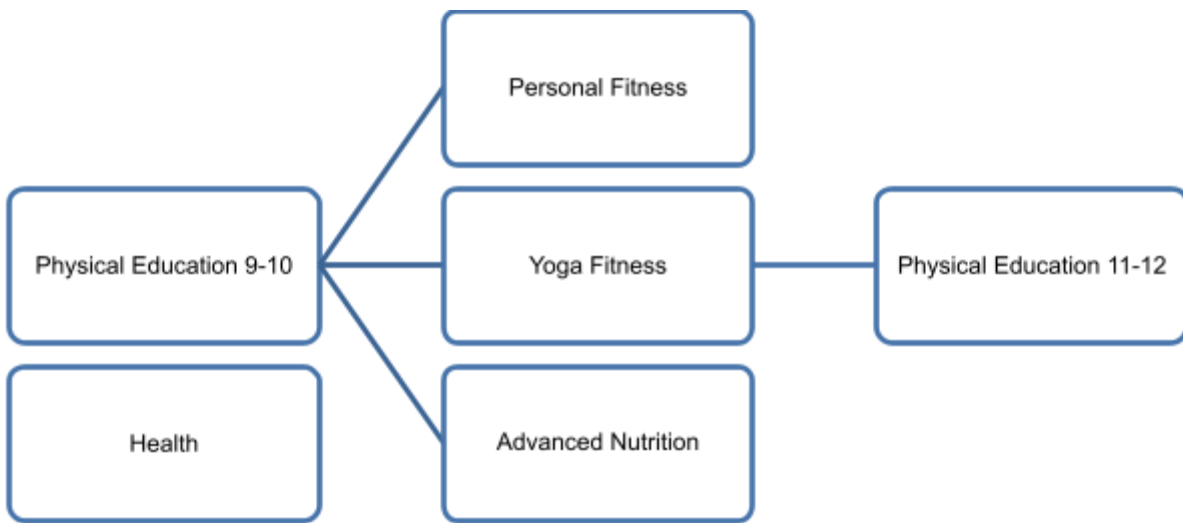 Personal Fitness
Physical Education 9-10
Yoga Fitness
Physical Education 11-12
Health
Advanced Nutrition